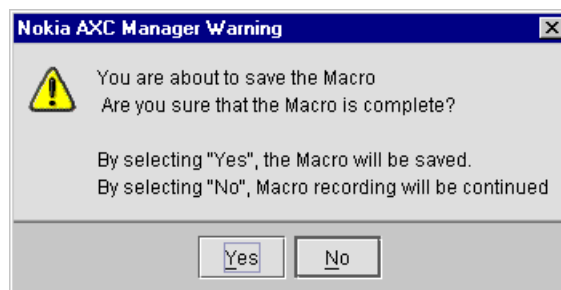 Nokia AXC Manager Warning
You are about to save the Macro
Are you sure that the Macro is complete?
By selecting "Yes", the Macro will be saved.
By selecting "No", Macro recording will be continued
Yes No